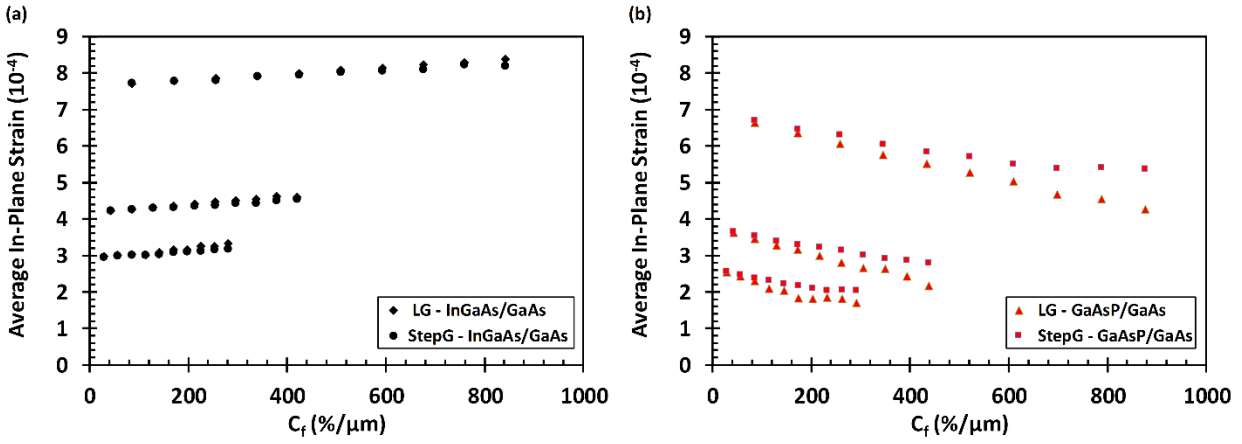 (a)
Average In-Plane Strain (10⁻⁴)
9
8
7
6
5
4
3
2
1
0
LG - InGaAs/GaAs
StepG - InGaAs/GaAs
0 200 400 600 800 1000
C_f (%/μm)
(b)
Average In-Plane Strain (10⁻⁴)
9
8
7
6
5
4
3
2
1
0
LG - GaAsP/GaAs
StepG - GaAsP/GaAs
0 200 400 600 800 1000
C_f (%/μm)